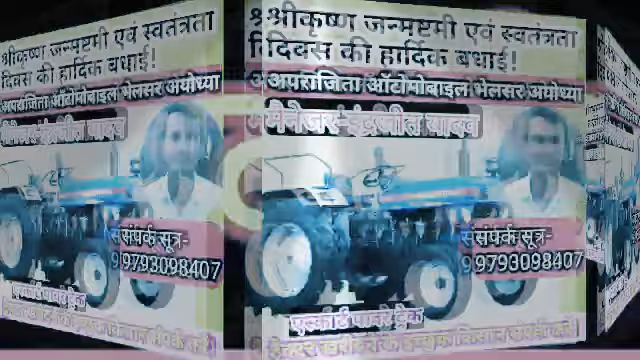 श्रीकृष्ण जन्माष्टमी एवं स्वतंत्रता
दिवस की हार्दिक बधाई!
अपराजिता ऑटोमोबाइल भेलसर अयोध्या
मैनेजर-इंद्रजीत यादव
संपर्क सूत्र-
9793098407
एस्कॉर्ट पावर ट्रेक